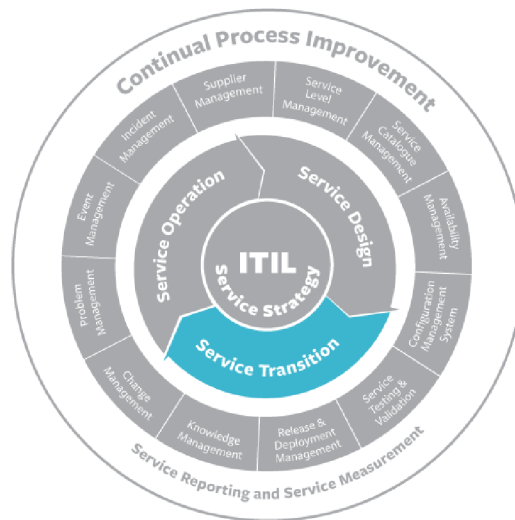 Continual Process Improvement
Supplier
Management
Service
Level
Management
Service
Catalogue
Management
Availability
Management
Configuration
Management
System
Service
Testing &
Validation
Release &
Deployment
Management
Knowledge
Management
Change
Management
Problem
Management
Event
Management
Incident
Management
Service Operation
Service Design
ITIL
Service Strategy
Service Transition
Service Reporting and Service Measurement